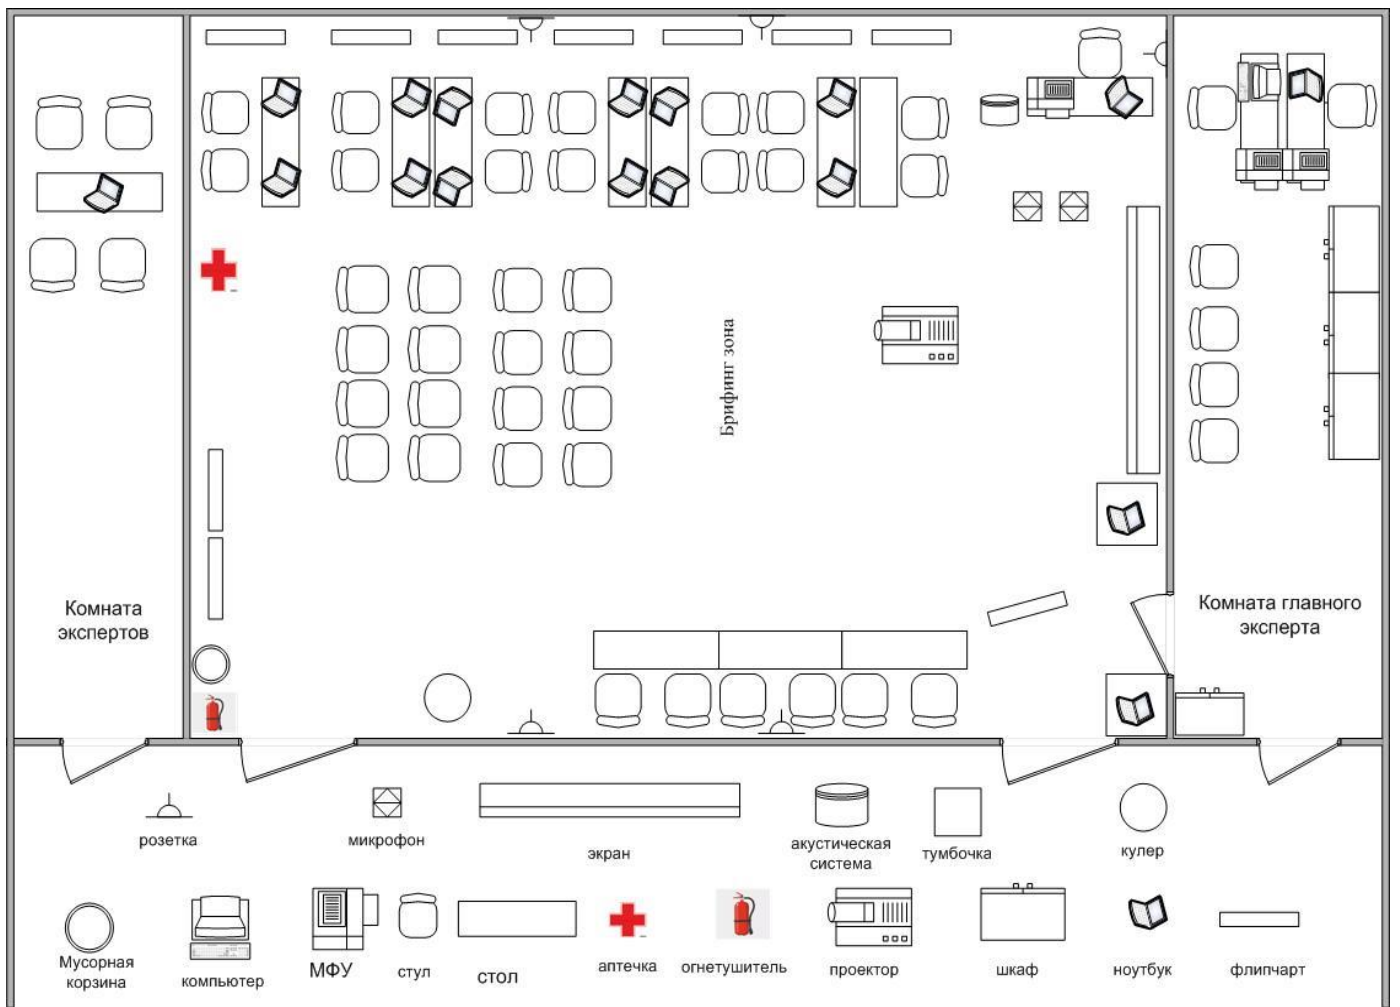 Брифинг зона
Комната
экспертов
Комната главного
эксперта
розетка
микрофон
экран
акустическая
система
тумбочка
кулер
Мусорная
корзина
компьютер
МФУ
стул
стол
аптечка
огнетушитель
проектор
шкаф
ноутбук
флипчарт